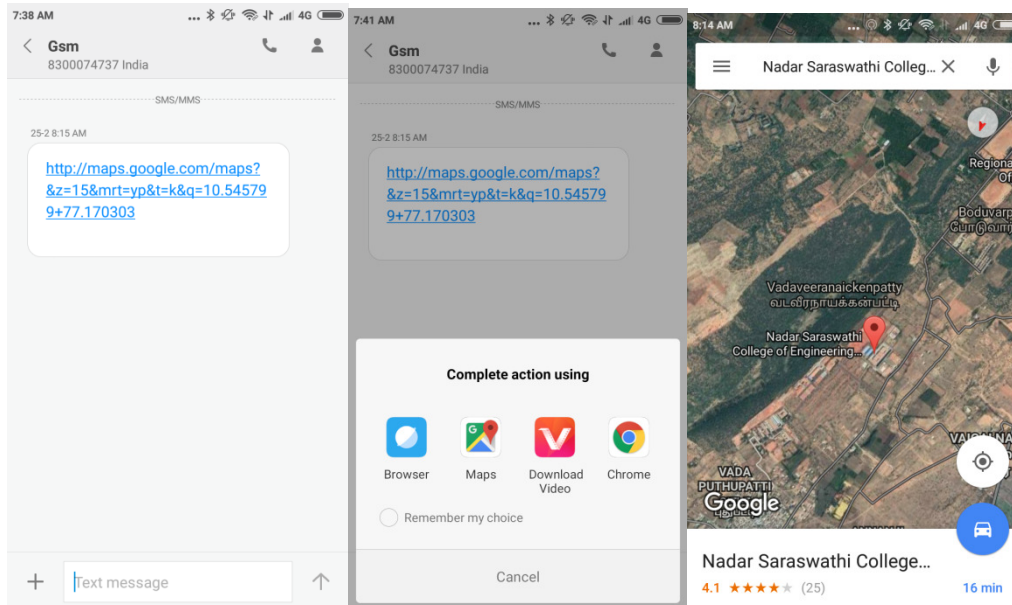 7:38 AM
... 4G
Gsm
8300074737 India
SMS/MMS
25-2 8:15 AM
http://maps.google.com/maps?
&z=15&mrt=yp&t=k&q=10.54579
9+77.170303
Text message
7:41 AM
... 4G
Gsm
8300074737 India
SMS/MMS
25-2 8:15 AM
http://maps.google.com/maps?
&z=15&mrt=yp&t=k&q=10.54579
9+77.170303
Complete action using
Browser
Maps
Download
Video
Chrome
Remember my choice
Cancel
8:14 AM
... 4G
Nadar Saraswathi Colleg...
Regiona
Of
Boduvarp
போடுவார்
Vadaveeranaickenpatty
வடவீரநாயக்கன்பட்டி
Nadar Saraswathi
College of Engineering...
VADA
PUTHUPATTI
Google
Nadar Saraswathi College...
4.1 ★★★★★ (25)
16 min